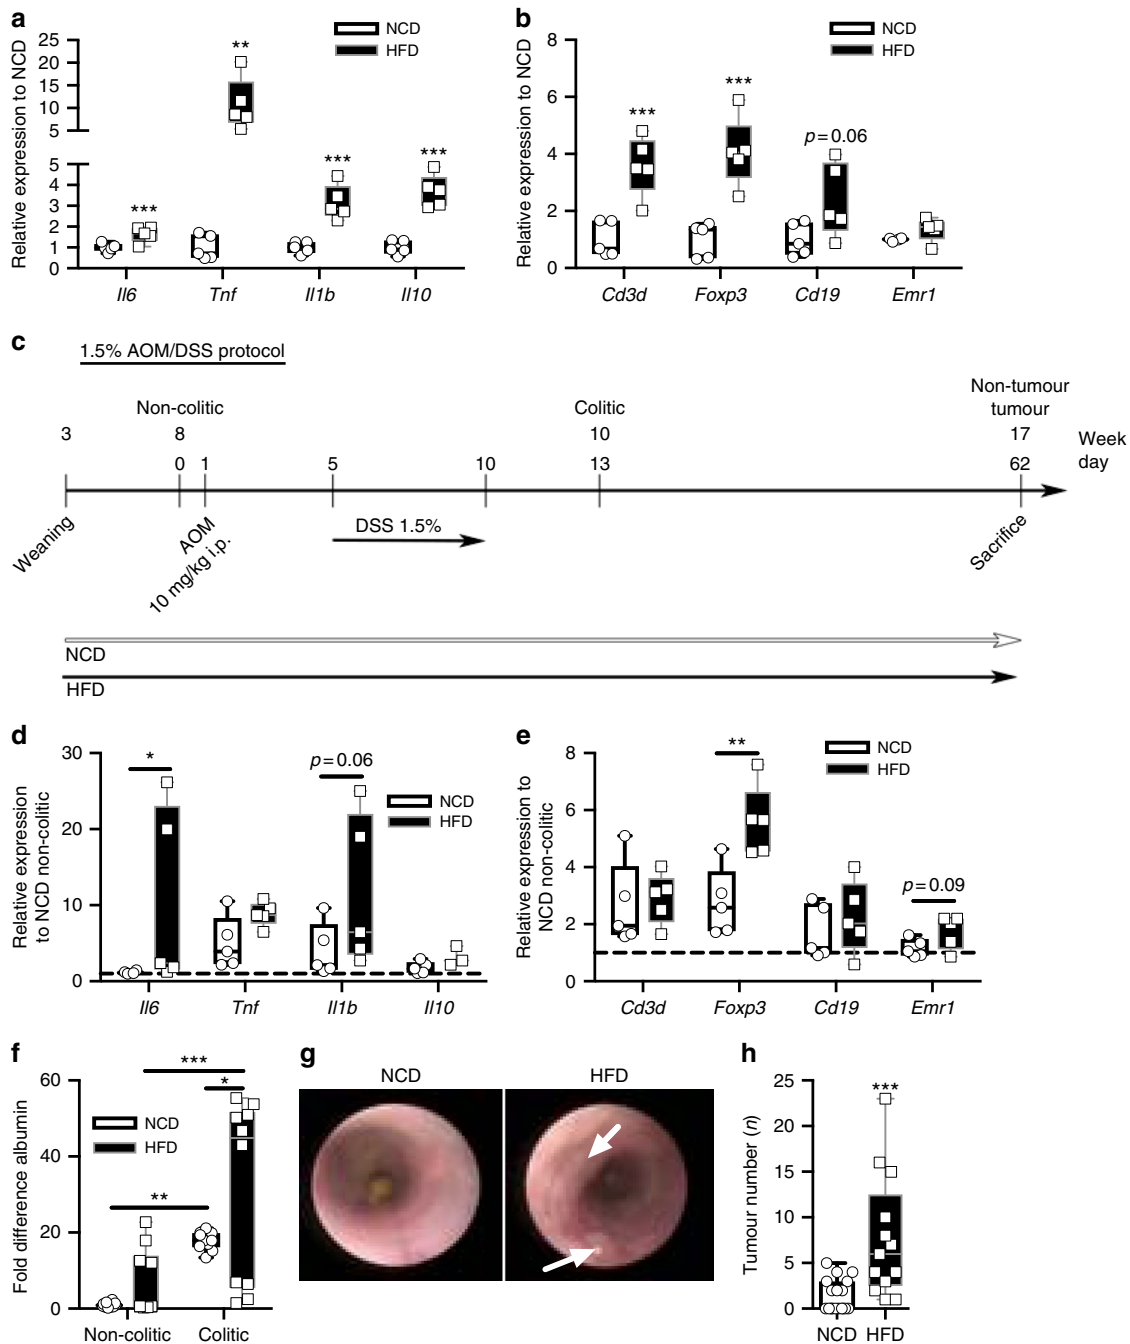 a
Relative expression to NCD
NCD
HFD
25
20
15
10
5
5
4
3
2
1
0
***
**
***
***
Il6
Tnf
Il1b
Il10
b
Relative expression to NCD
NCD
HFD
8
6
4
2
0
***
***
p = 0.06
Cd3d
Foxp3
Cd19
Emr1
c
1.5% AOM/DSS protocol
Non-colitic
Colitic
Non-tumour
tumour
3
8
10
17
Week
0
1
5
10
13
62
day
Weaning
AOM
10 mg/kg i.p.
DSS 1.5%
Sacrifice
NCD
HFD
d
Relative expression
to NCD non-colitic
30
20
10
0
*
p = 0.06
NCD
HFD
Il6
Tnf
Il1b
Il10
e
Relative expression to
NCD non-colitic
8
6
4
2
0
**
p = 0.09
NCD
HFD
Cd3d
Foxp3
Cd19
Emr1
f
Fold difference albumin
60
40
20
0
***
*
**
NCD
HFD
Non-colitic
Colitic
g
NCD
HFD
h
Tumour number (n)
25
20
15
10
5
0
***
NCD
HFD